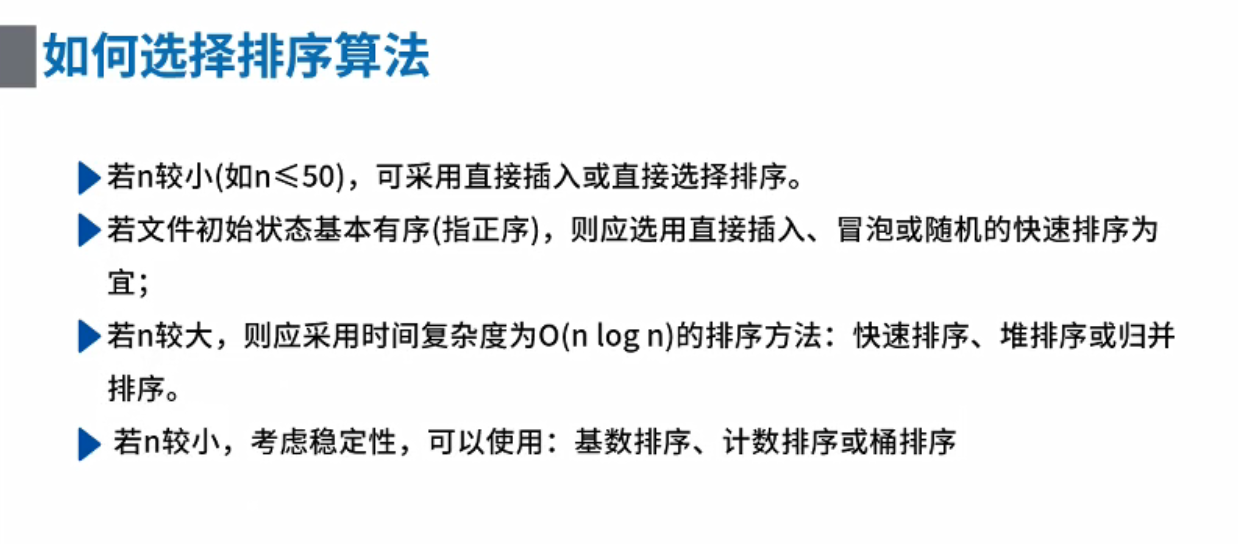 如何选择排序算法
若n较小(如n≤50)，可采用直接插入或直接选择排序。
若文件初始状态基本有序(指正序)，则应选用直接插入、冒泡或随机的快速排序为
宜；
若n较大，则应采用时间复杂度为O(n log n)的排序方法：快速排序、堆排序或归并
排序。
若n较小，考虑稳定性，可以使用：基数排序、计数排序或桶排序